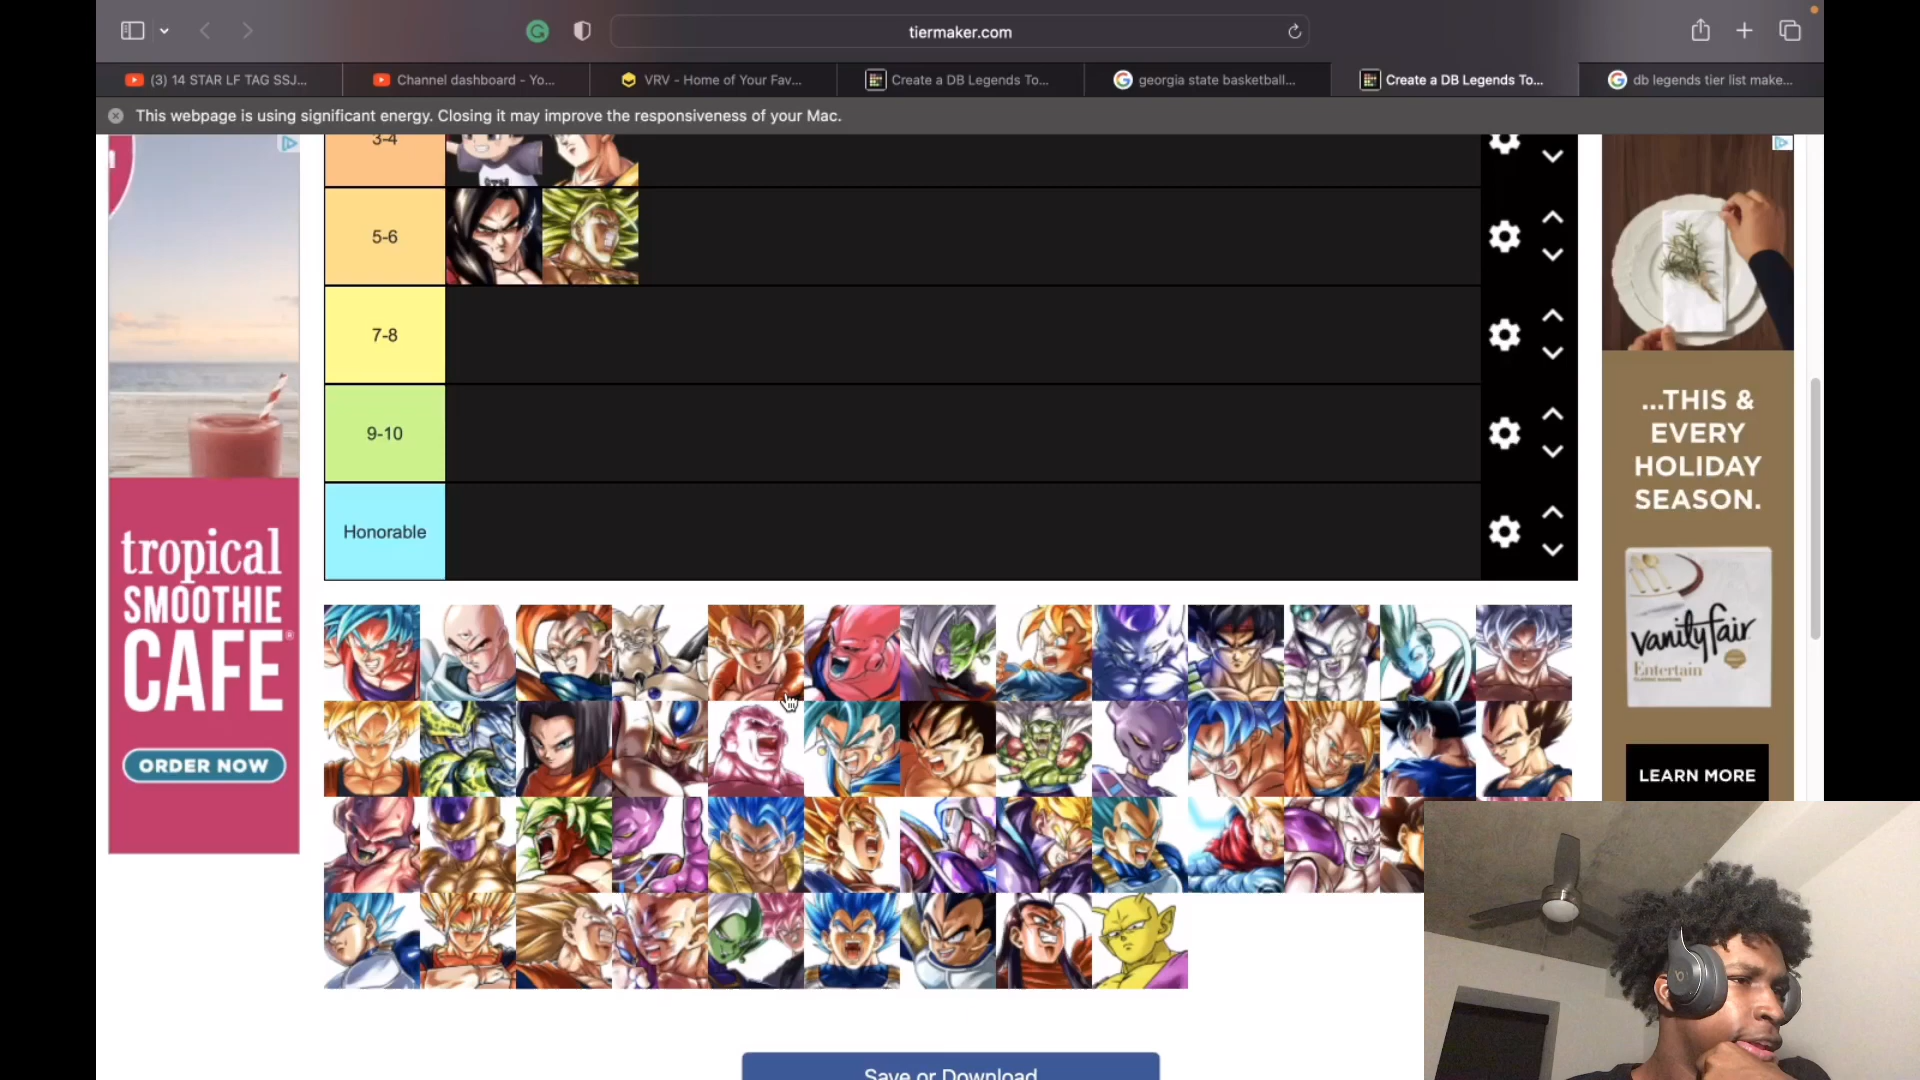 tiermaker.com
(3) 14 STAR LF TAG SSJ...
Channel dashboard - Yo...
VRV - Home of Your Fav...
Create a DB Legends To...
georgia state basketball...
Create a DB Legends To...
db legends tier list make...
This webpage is using significant energy. Closing it may improve the responsiveness of your Mac.
3-4
5-6
7-8
9-10
Honorable
tropical
SMOOTHIE
CAFE
ORDER NOW
...THIS &
EVERY
HOLIDAY
SEASON.
vanity fair
Entertain
LEARN MORE
Save or Download